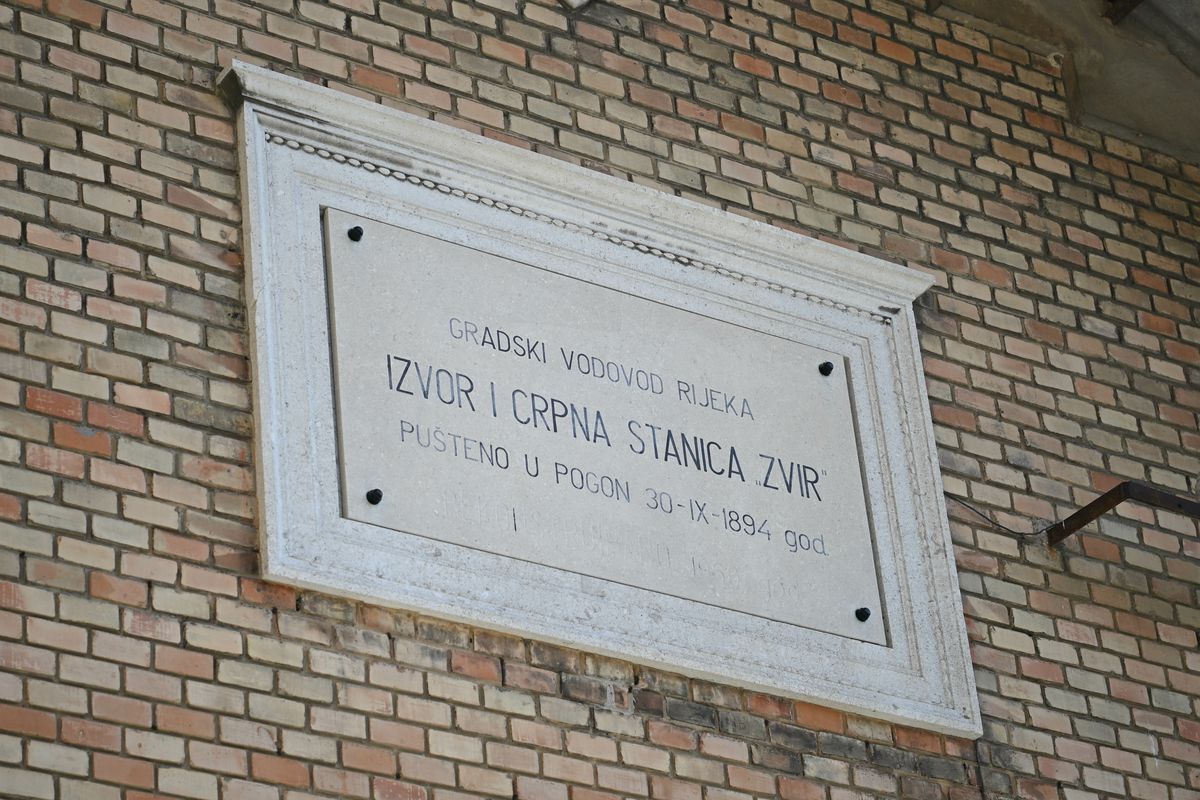 GRADSKI VODOVOD RIJEKA
IZVOR I CRPNA STANICA „ZVIR"
PUŠTENO U POGON 30-IX-1894 god.